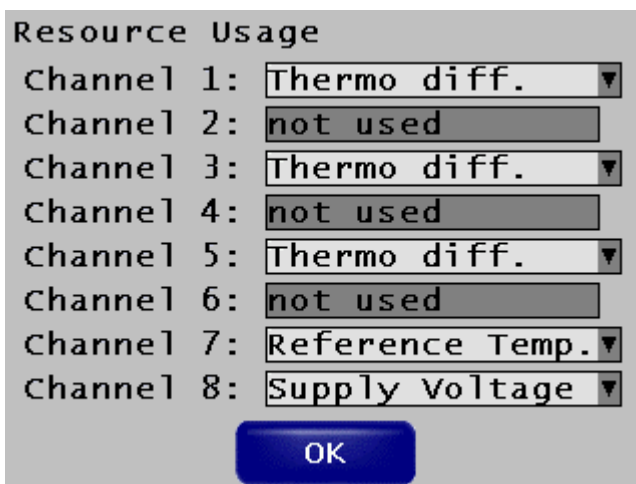 Resource Usage
Channel 1: Thermo diff.
Channel 2: not used
Channel 3: Thermo diff.
Channel 4: not used
Channel 5: Thermo diff.
Channel 6: not used
Channel 7: Reference Temp.
Channel 8: Supply Voltage
OK